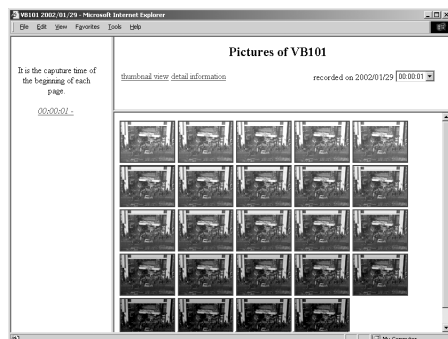 VB101 2002/01/29 - Microsoft Internet Explorer
File Edit View Favorites Tools Help
It is the caputure time of
the beginning of each
page.
00:00:01 -
Pictures of VB101
thumbnail view detail information
recorded on 2002/01/29 00:00:01
My Computer